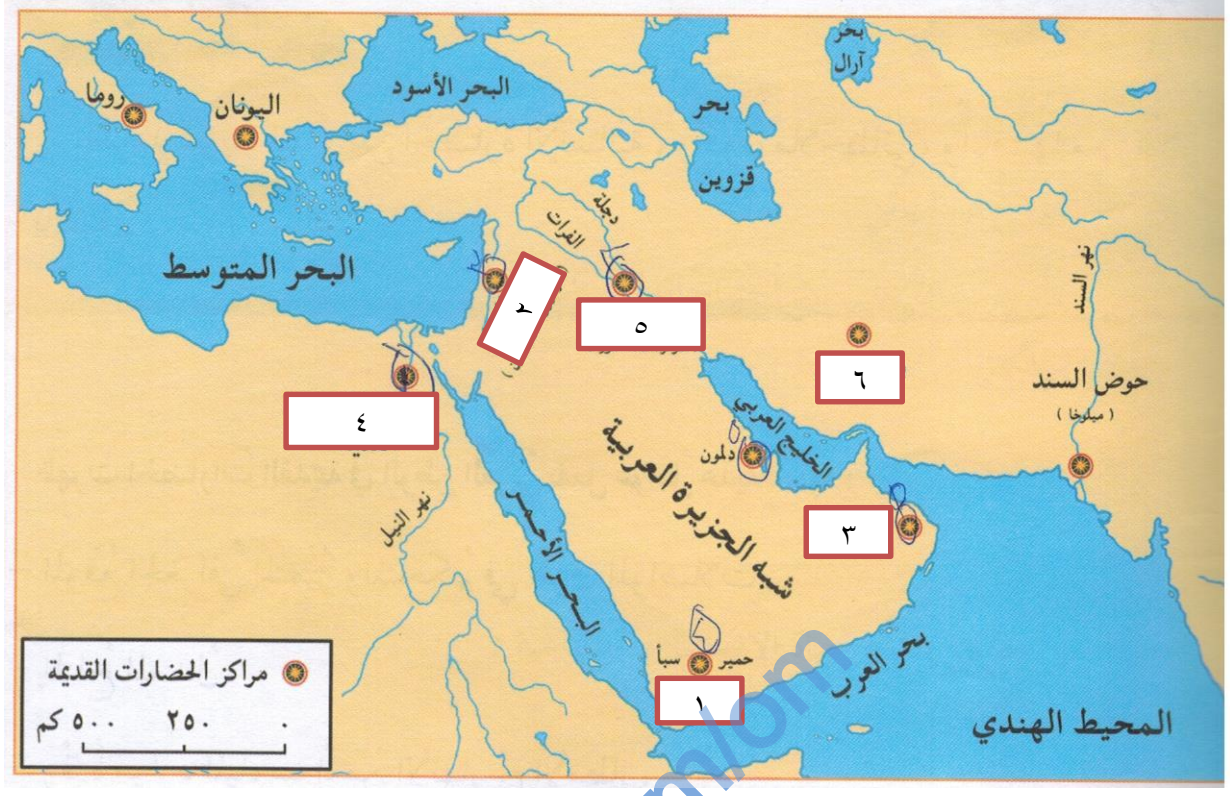 بحر
آرال
البحر الأسود
بحر
قزوين
روما
اليونان
دجلة
الفرات
البحر المتوسط
٢
٥
نهر السند
٦
حوض السند
( ميلوخا )
٤
الخليج العربي
دلمون
شبه الجزيرة العربية
٣
نهر النيل
البحر الأحمر
حمير
سبأ
١
بحر العرب
المحيط الهندي
مراكز الحضارات القديمة
٠ ٢٥٠ ٥٠٠ كم
m/om